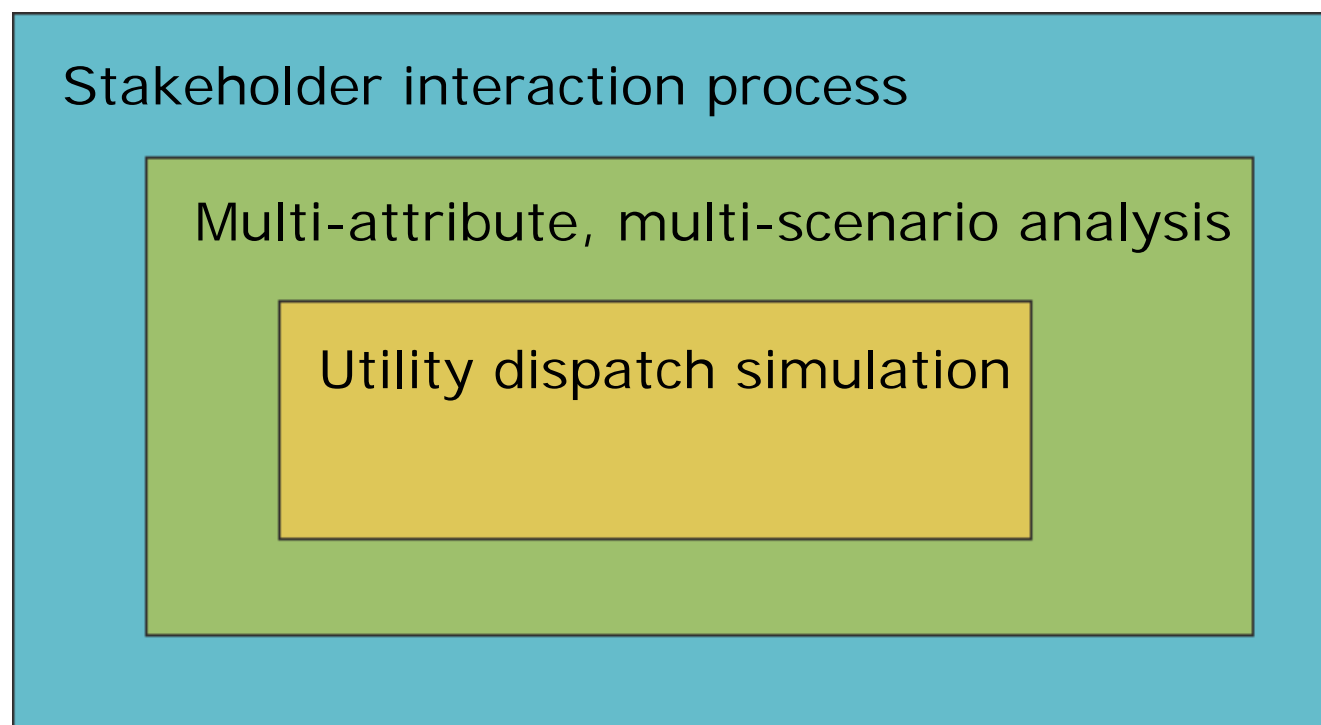 Stakeholder interaction process
Multi-attribute, multi-scenario analysis
Utility dispatch simulation